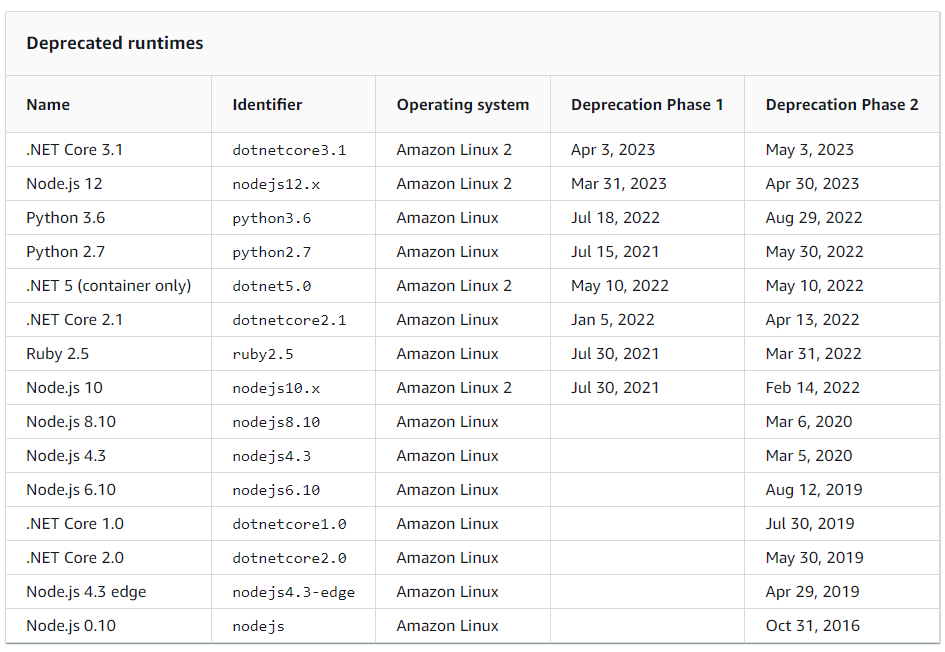 Deprecated runtimes
Name Identifier Operating system Deprecation Phase 1 Deprecation Phase 2
.NET Core 3.1 dotnetcore3.1 Amazon Linux 2 Apr 3, 2023 May 3, 2023
Node.js 12 nodejs12.x Amazon Linux 2 Mar 31, 2023 Apr 30, 2023
Python 3.6 python3.6 Amazon Linux Jul 18, 2022 Aug 29, 2022
Python 2.7 python2.7 Amazon Linux Jul 15, 2021 May 30, 2022
.NET 5 (container only) dotnet5.0 Amazon Linux 2 May 10, 2022 May 10, 2022
.NET Core 2.1 dotnetcore2.1 Amazon Linux Jan 5, 2022 Apr 13, 2022
Ruby 2.5 ruby2.5 Amazon Linux Jul 30, 2021 Mar 31, 2022
Node.js 10 nodejs10.x Amazon Linux 2 Jul 30, 2021 Feb 14, 2022
Node.js 8.10 nodejs8.10 Amazon Linux Mar 6, 2020
Node.js 4.3 nodejs4.3 Amazon Linux Mar 5, 2020
Node.js 6.10 nodejs6.10 Amazon Linux Aug 12, 2019
.NET Core 1.0 dotnetcore1.0 Amazon Linux Jul 30, 2019
.NET Core 2.0 dotnetcore2.0 Amazon Linux May 30, 2019
Node.js 4.3 edge nodejs4.3-edge Amazon Linux Apr 29, 2019
Node.js 0.10 nodejs Amazon Linux Oct 31, 2016